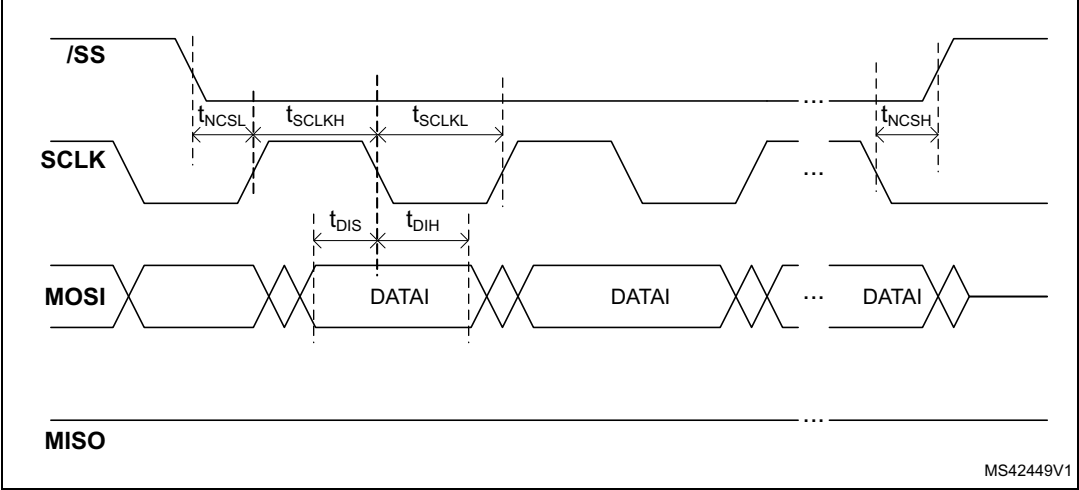 /SS
...
tNCSL tSCLKH tSCLKL tNCSH
SCLK
...
tDIS tDIH
MOSI DATAI DATAI ... DATAI
...
MISO
MS42449V1